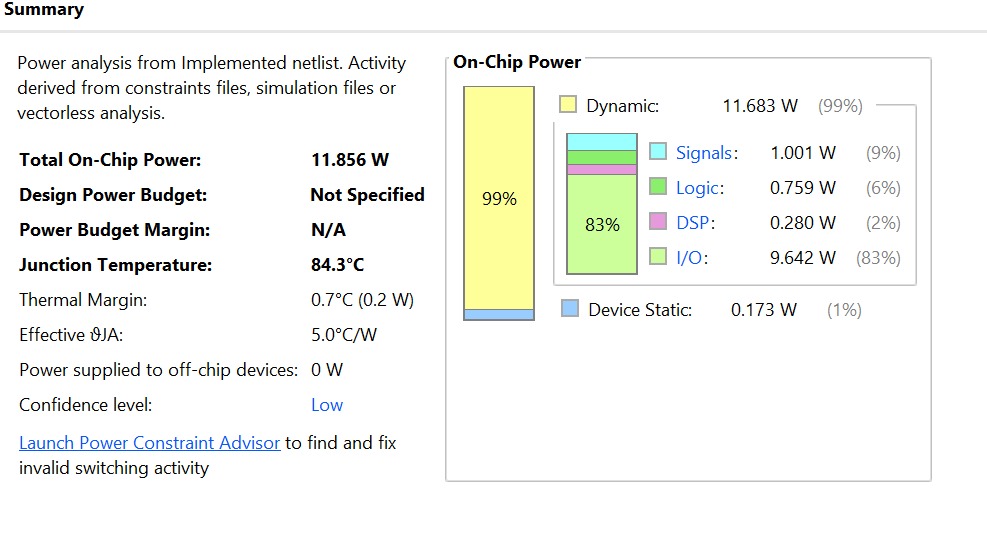 Summary
Power analysis from Implemented netlist. Activity
derived from constraints files, simulation files or
vectorless analysis.
Total On-Chip Power: 11.856 W
Design Power Budget: Not Specified
Power Budget Margin: N/A
Junction Temperature: 84.3°C
Thermal Margin: 0.7°C (0.2 W)
Effective ϑJA: 5.0°C/W
Power supplied to off-chip devices: 0 W
Confidence level: Low
Launch Power Constraint Advisor to find and fix
invalid switching activity
On-Chip Power
Dynamic: 11.683 W (99%)
Signals: 1.001 W (9%)
Logic: 0.759 W (6%)
DSP: 0.280 W (2%)
I/O: 9.642 W (83%)
99%
83%
Device Static: 0.173 W (1%)